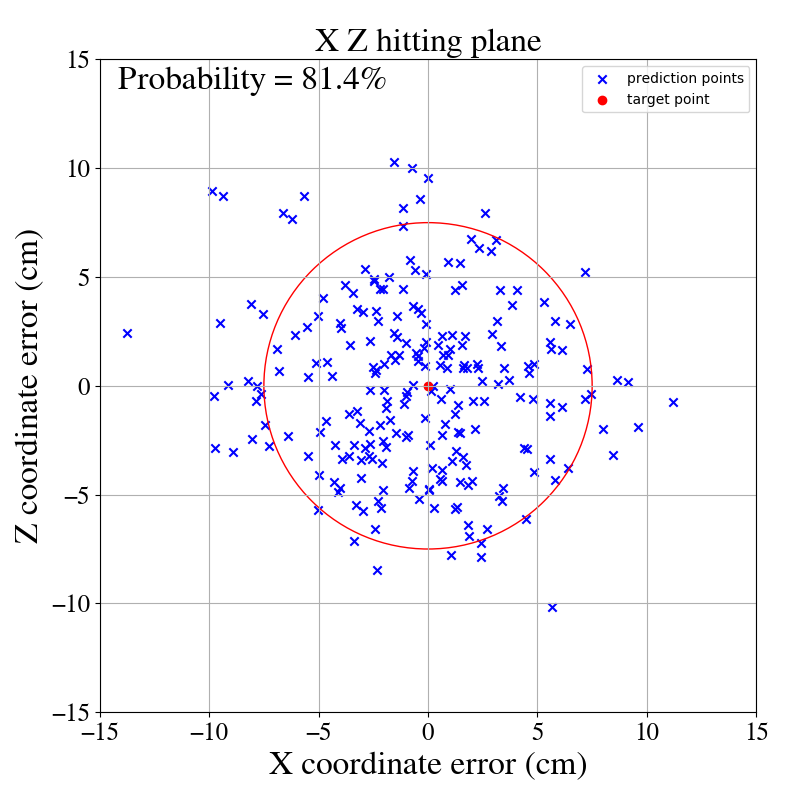 X Z hitting plane
Probability = 81.4%
prediction points
target point
15
10
5
0
−5
−10
−15
Z coordinate error (cm)
−15 −10 −5 0 5 10 15
X coordinate error (cm)